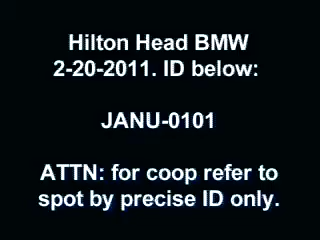 Hilton Head BMW
2-20-2011. ID below:
JANU-0101
ATTN: for coop refer to
spot by precise ID only.